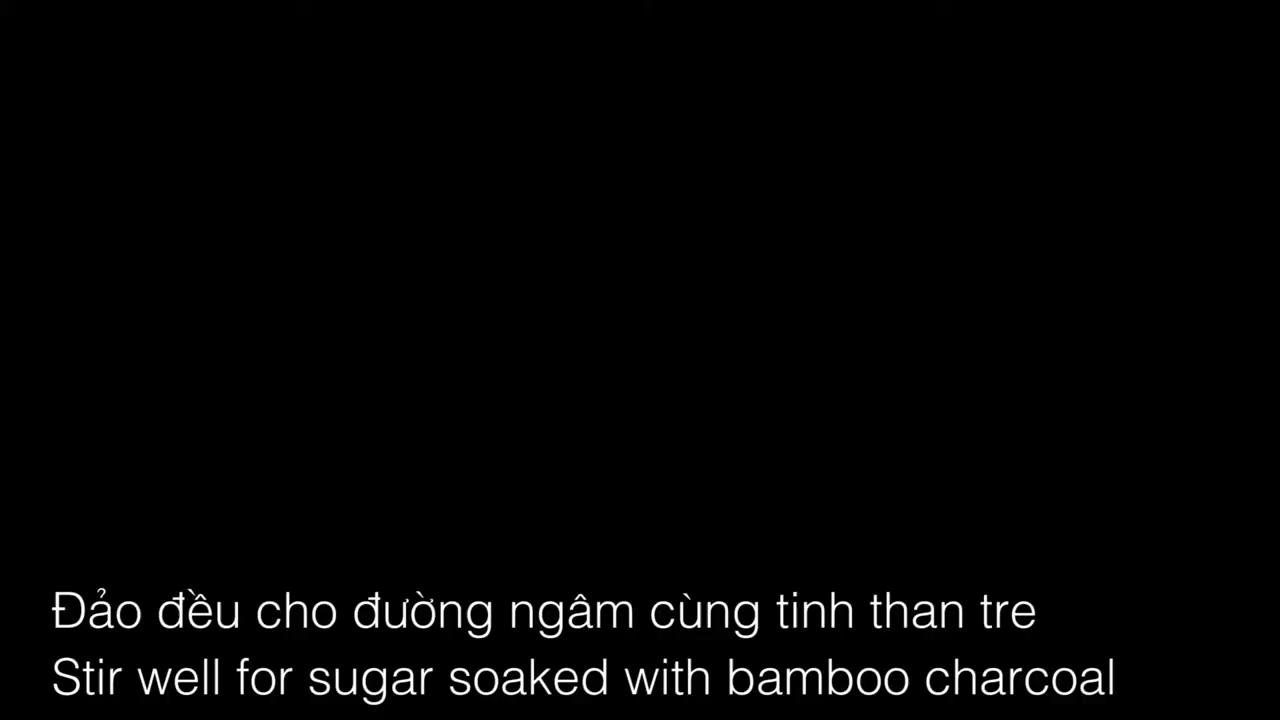 Đảo đều cho đường ngâm cùng tinh than tre
Stir well for sugar soaked with bamboo charcoal